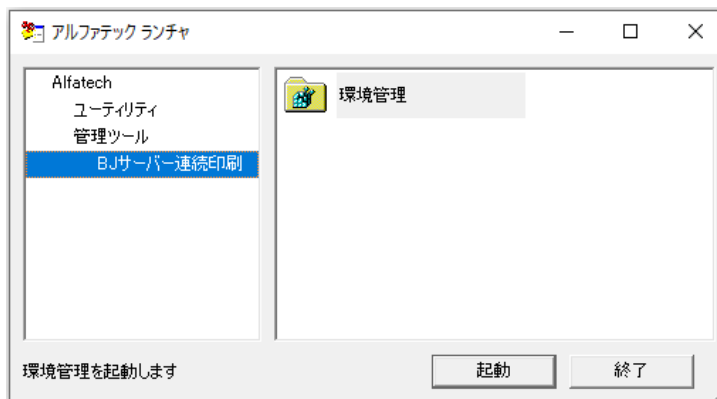 アルファテック ランチャ
Alfatech
ユーティリティ
管理ツール
BJサーバー連続印刷
環境管理
環境管理を起動します
起動
終了